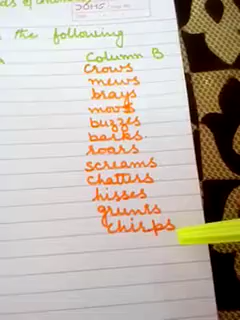 the following
Column B
Crows
mews
brays
moos
buzzes
barks
roars
screams
Chatters
hisses
grunts
Chirps